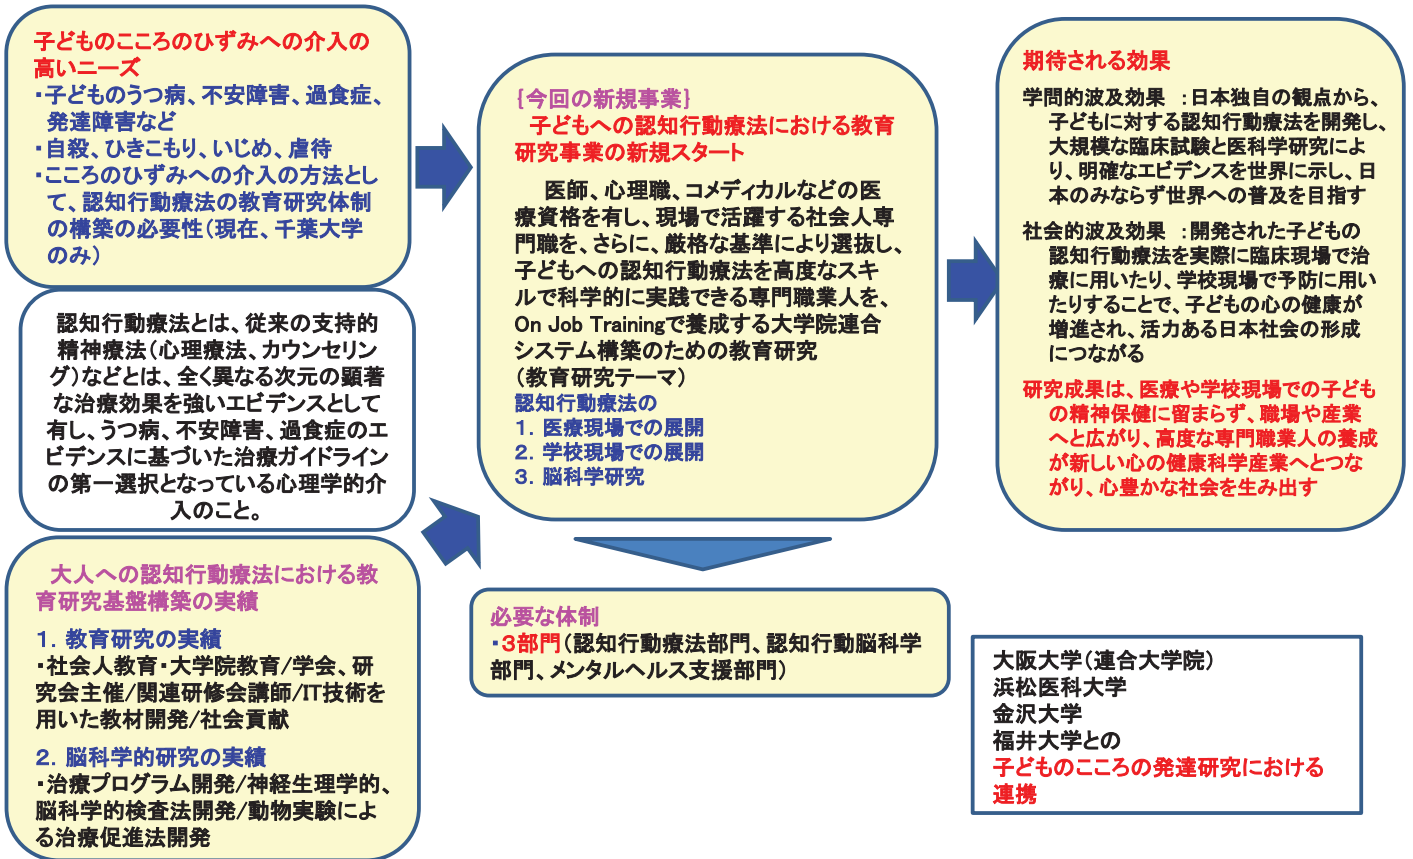 子どものこころのひずみへの介入の
高いニーズ
・子どものうつ病、不安障害、過食症、
発達障害など
・自殺、ひきこもり、いじめ、虐待
・こころのひずみへの介入の方法とし
て、認知行動療法の教育研究体制
の構築の必要性（現在、千葉大学
のみ）
認知行動療法とは、従来の支持的
精神療法（心理療法、カウンセリン
グ）などとは、全く異なる次元の顕著
な治療効果を強いエビデンスとして
有し、うつ病、不安障害、過食症のエ
ビデンスに基づいた治療ガイドライン
の第一選択となっている心理学的介
入のこと。
大人への認知行動療法における教
育研究基盤構築の実績
１．教育研究の実績
・社会人教育・大学院教育/学会、研
究会主催/関連研修会講師/IT技術を
用いた教材開発/社会貢献
２．脳科学的研究の実績
・治療プログラム開発/神経生理学的、
脳科学的検査法開発/動物実験によ
る治療促進法開発
{今回の新規事業}
子どもへの認知行動療法における教育
研究事業の新規スタート
医師、心理職、コメディカルなどの医
療資格を有し、現場で活躍する社会人専
門職を、さらに、厳格な基準により選抜し、
子どもへの認知行動療法を高度なスキ
ルで科学的に実践できる専門職業人を、
On Job Trainingで養成する大学院連合
システム構築のための教育研究
（教育研究テーマ）
認知行動療法の
１．医療現場での展開
２．学校現場での展開
３．脳科学研究
必要な体制
・３部門（認知行動療法部門、認知行動脳科学
部門、メンタルヘルス支援部門）
期待される効果
学問的波及効果　：日本独自の観点から、
子どもに対する認知行動療法を開発し、
大規模な臨床試験と医科学研究によ
り、明確なエビデンスを世界に示し、日
本のみならず世界への普及を目指す
社会的波及効果　：開発された子どもの
認知行動療法を実際に臨床現場で治
療に用いたり、学校現場で予防に用い
たりすることで、子どもの心の健康が
増進され、活力ある日本社会の形成
につながる
研究成果は、医療や学校現場での子ども
の精神保健に留まらず、職場や産業
へと広がり、高度な専門職業人の養成
が新しい心の健康科学産業へとつな
がり、心豊かな社会を生み出す
大阪大学（連合大学院）
浜松医科大学
金沢大学
福井大学との
子どものこころの発達研究における
連携